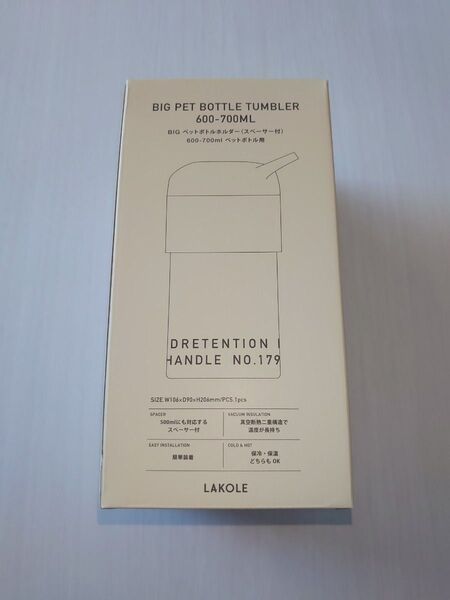 BIG PET BOTTLE TUMBLER
600-700ML
BIG ペットボトルホルダー(スペーサー付)
600-700ml ペットボトル用
DRETENTION I
HANDLE NO.179
SIZE.W106×D90×H206mm/PCS.1pcs
SPACER
500mlにも対応する
スペーサー付
VACUUM INSULATION
真空断熱二重構造で
温度が長持ち
EASY INSTALLATION
簡単装着
COLD & HOT
保冷・保温
どちらも OK
LAKOLE